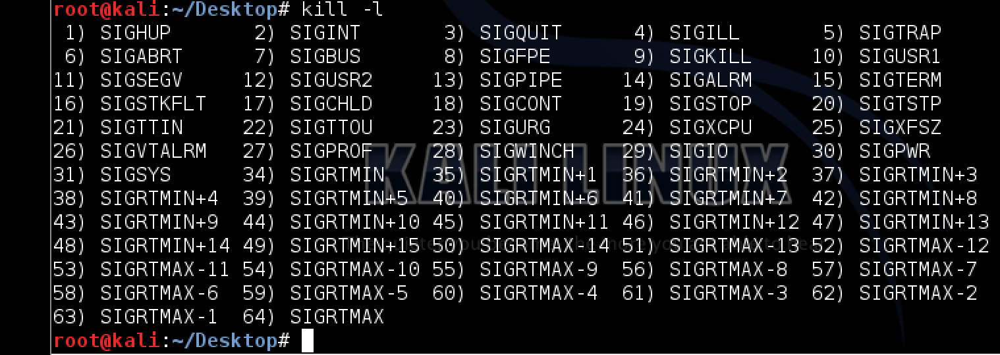 root@kali:~/Desktop# kill -l
 1) SIGHUP       2) SIGINT       3) SIGQUIT      4) SIGILL       5) SIGTRAP
 6) SIGABRT      7) SIGBUS       8) SIGFPE       9) SIGKILL     10) SIGUSR1
11) SIGSEGV     12) SIGUSR2     13) SIGPIPE     14) SIGALRM     15) SIGTERM
16) SIGSTKFLT   17) SIGCHLD     18) SIGCONT     19) SIGSTOP     20) SIGTSTP
21) SIGTTIN     22) SIGTTOU     23) SIGURG      24) SIGXCPU     25) SIGXFSZ
26) SIGVTALRM   27) SIGPROF     28) SIGWINCH    29) SIGIO       30) SIGPWR
31) SIGSYS      34) SIGRTMIN    35) SIGRTMIN+1  36) SIGRTMIN+2  37) SIGRTMIN+3
38) SIGRTMIN+4  39) SIGRTMIN+5  40) SIGRTMIN+6  41) SIGRTMIN+7  42) SIGRTMIN+8
43) SIGRTMIN+9  44) SIGRTMIN+10 45) SIGRTMIN+11 46) SIGRTMIN+12 47) SIGRTMIN+13
48) SIGRTMIN+14 49) SIGRTMIN+15 50) SIGRTMAX-14 51) SIGRTMAX-13 52) SIGRTMAX-12
53) SIGRTMAX-11 54) SIGRTMAX-10 55) SIGRTMAX-9  56) SIGRTMAX-8  57) SIGRTMAX-7
58) SIGRTMAX-6  59) SIGRTMAX-5  60) SIGRTMAX-4  61) SIGRTMAX-3  62) SIGRTMAX-2
63) SIGRTMAX-1  64) SIGRTMAX
root@kali:~/Desktop#
KALI LINUX